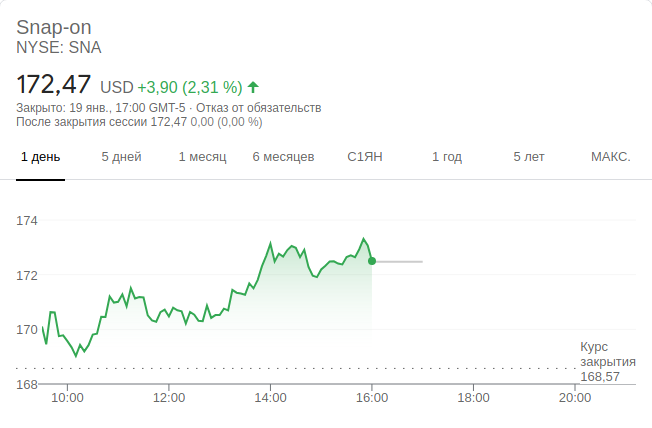 Snap-on
NYSE: SNA
172,47 USD +3,90 (2,31 %)
Закрыто: 19 янв., 17:00 GMT-5 · Отказ от обязательств
После закрытия сессии 172,47 0,00 (0,00 %)
1 день 5 дней 1 месяц 6 месяцев С1ЯН 1 год 5 лет МАКС.
174
172
170
Курс
закрытия
168,57
168
10:00 12:00 14:00 16:00 18:00 20:00